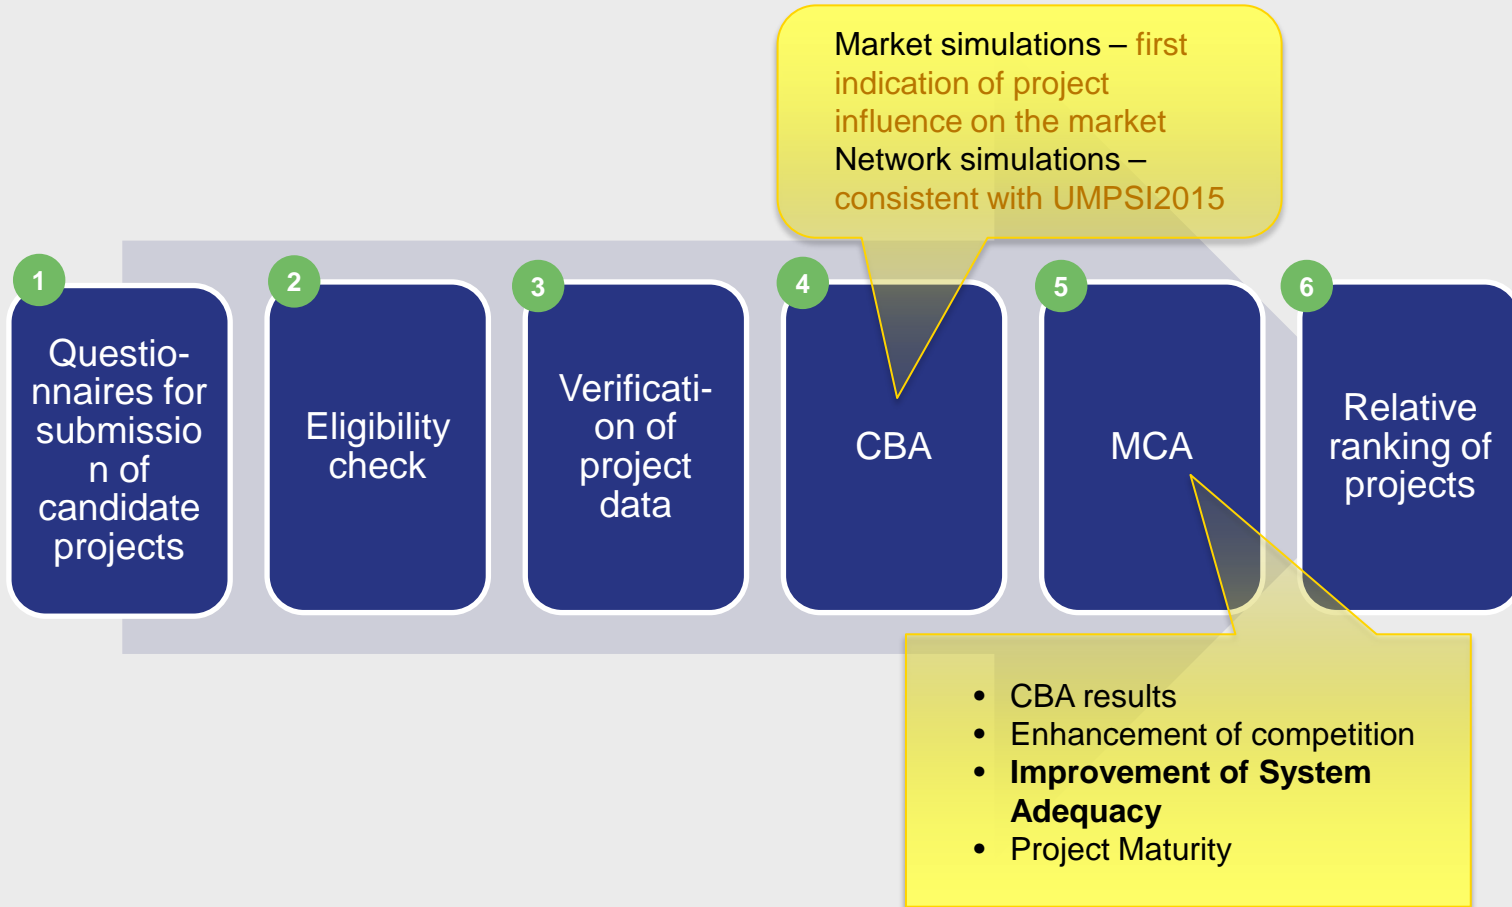 Market simulations – first
indication of project
influence on the market
Network simulations –
consistent with UMPSI2015
1
Questio-
nnaires for
submissio
n of
candidate
projects
2
Eligibility
check
3
Verificati-
on of
project
data
4
CBA
5
MCA
6
Relative
ranking of
projects
• CBA results
• Enhancement of competition
• Improvement of System
Adequacy
• Project Maturity